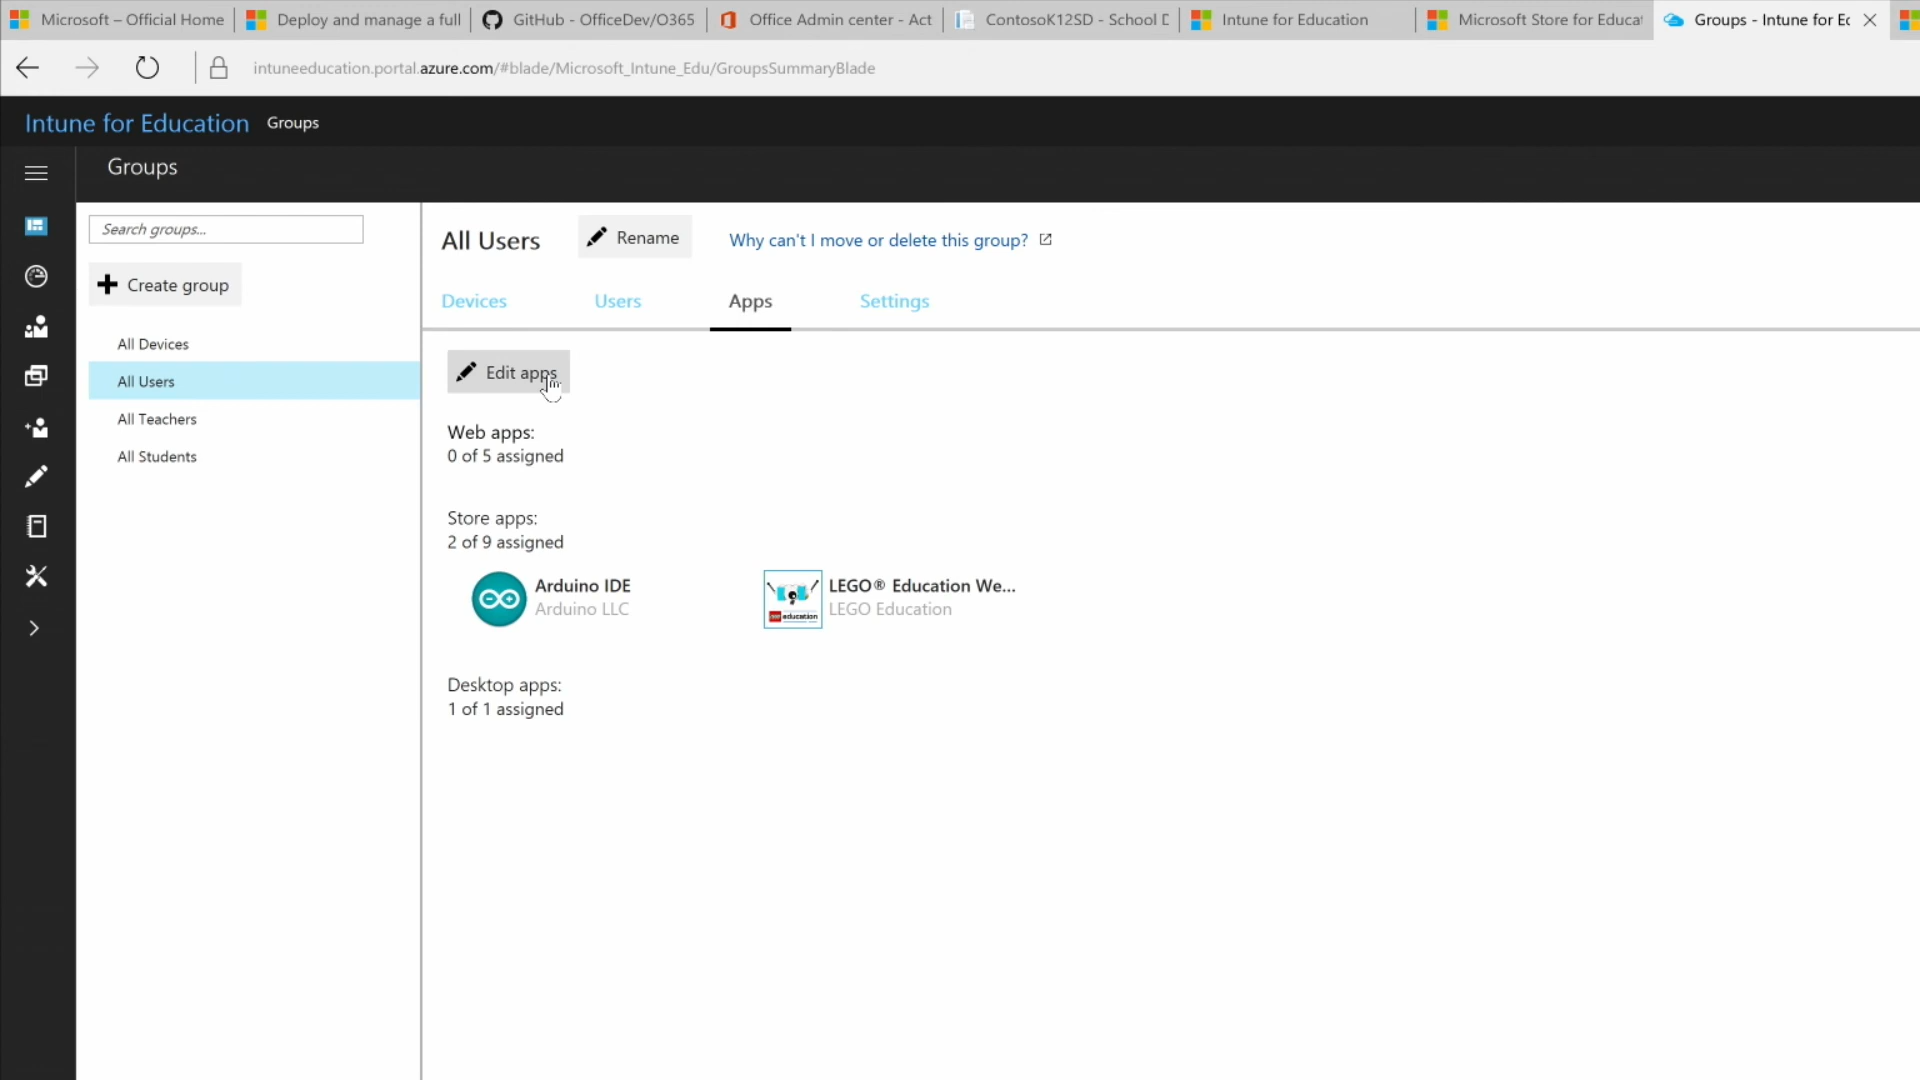 Microsoft – Official Home
Deploy and manage a full
GitHub - OfficeDev/O365
Office Admin center - Act
ContosoK12SD - School D
Intune for Education
Microsoft Store for Educat
Groups - Intune for Ec
intuneeducation.portal.azure.com/#blade/Microsoft_Intune_Edu/GroupsSummaryBlade
Intune for Education Groups
Groups
Search groups...
Create group
All Devices
All Users
All Teachers
All Students
All Users
Rename
Why can't I move or delete this group?
Devices
Users
Apps
Settings
Edit apps
Web apps:
0 of 5 assigned
Store apps:
2 of 9 assigned
Arduino IDE
Arduino LLC
education
LEGO® Education We...
LEGO Education
Desktop apps:
1 of 1 assigned